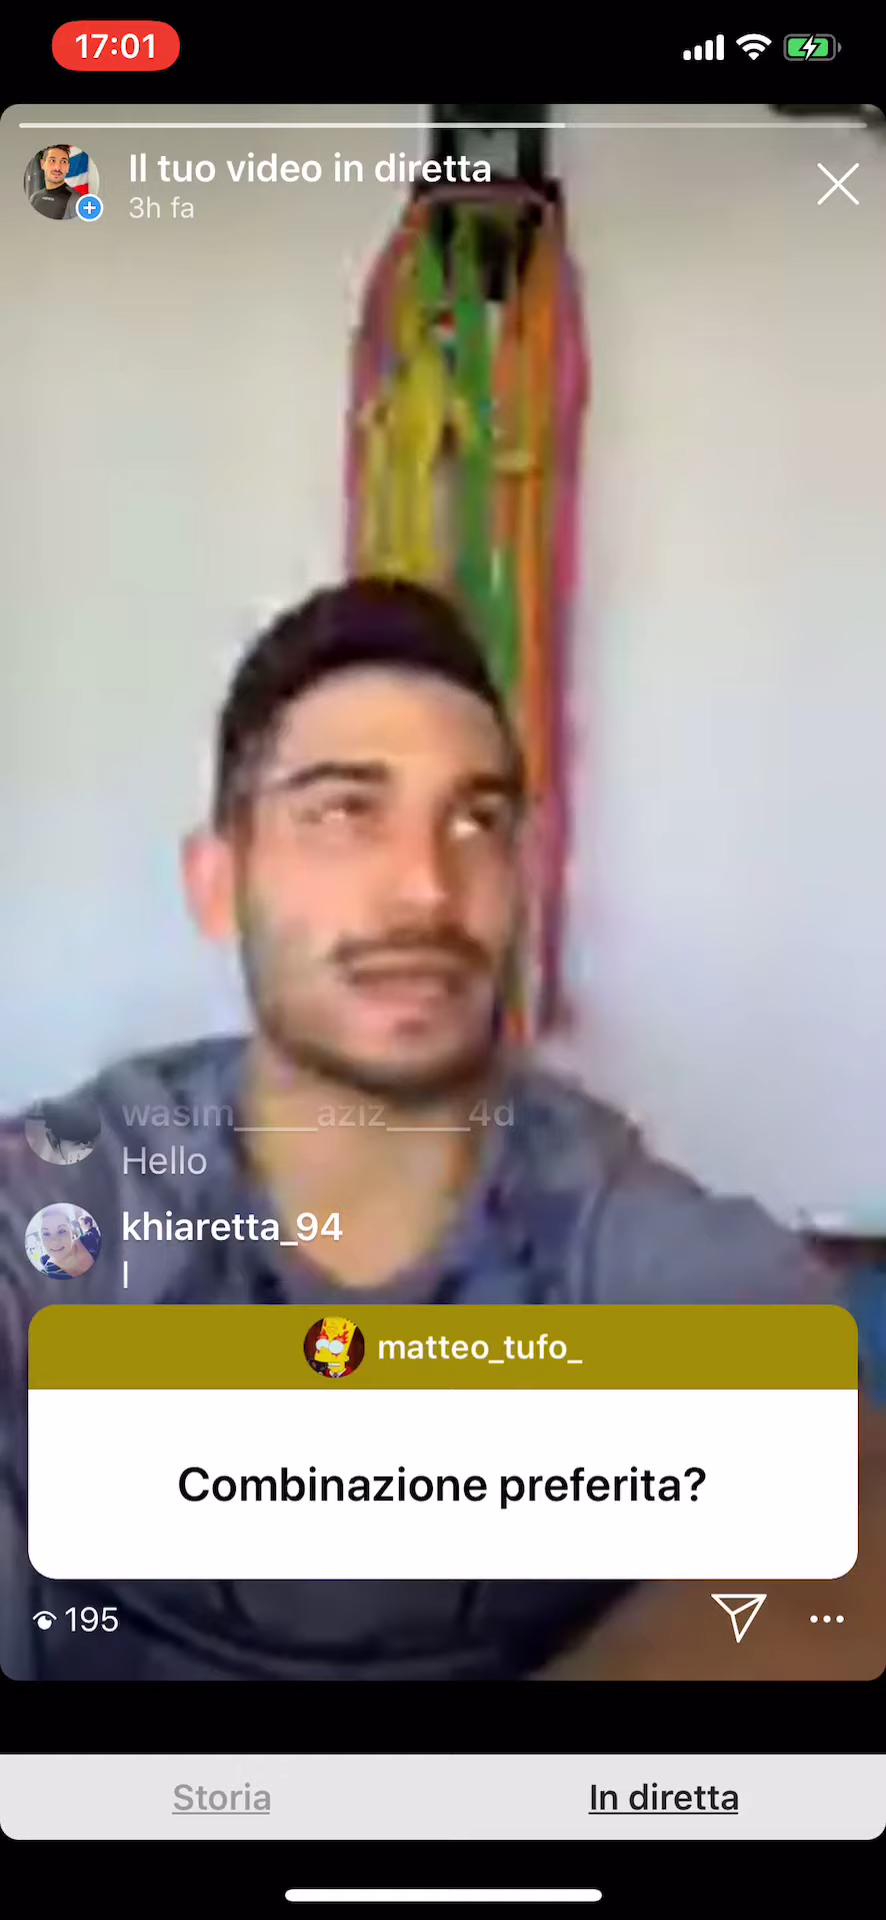 17:01
Il tuo video in diretta
3h fa
wasim____aziz____4d
Hello
khiaretta_94
I
matteo_tufo_
Combinazione preferita?
195
Storia
In diretta